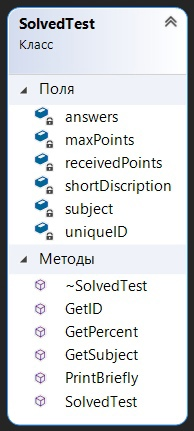 SolvedTest
Класс
Поля
answers
maxPoints
receivedPoints
shortDiscription
subject
uniqueID
Методы
~SolvedTest
GetID
GetPercent
GetSubject
PrintBriefly
SolvedTest